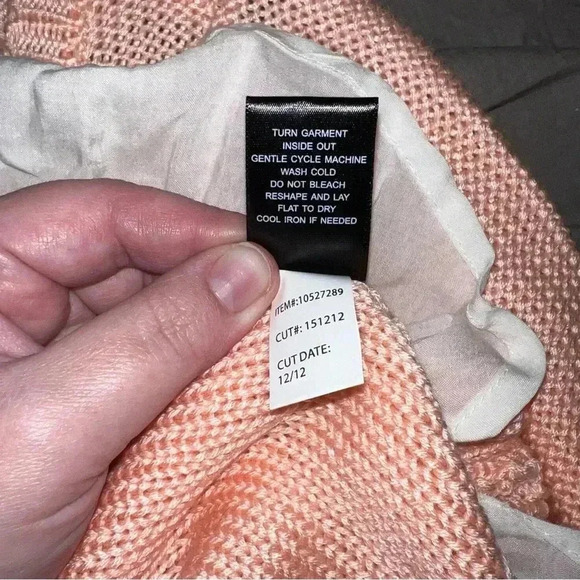 TURN GARMENT
INSIDE OUT
GENTLE CYCLE MACHINE
WASH COLD
DO NOT BLEACH
RESHAPE AND LAY
FLAT TO DRY
COOL IRON IF NEEDED
ITEM#:10527289
CUT#: 151212
CUT DATE:
12/12